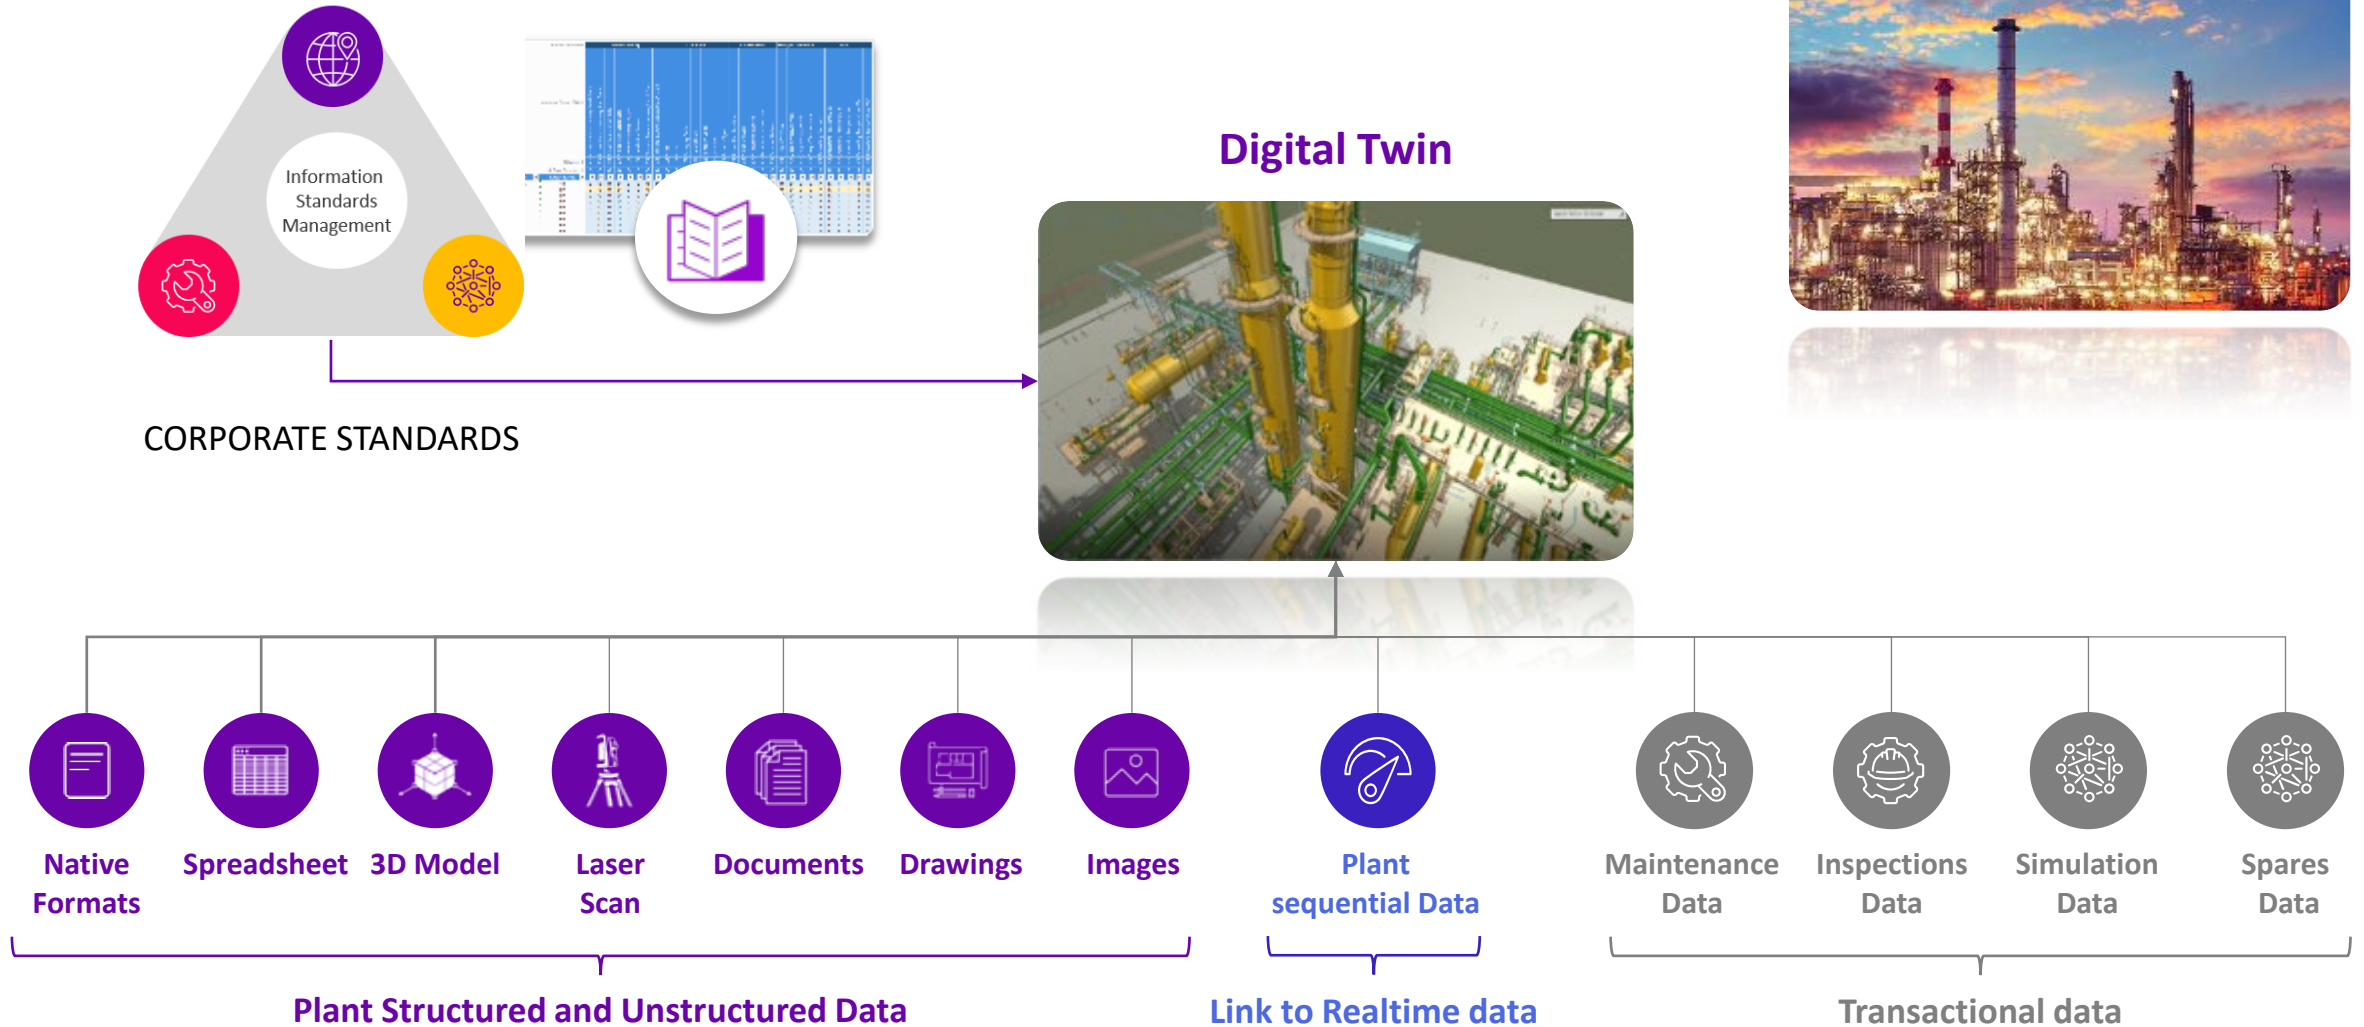 Information
Standards
Management
Digital Twin
CORPORATE STANDARDS
Native
Formats
Spreadsheet
3D Model
Laser
Scan
Documents
Drawings
Images
Plant
sequential Data
Maintenance
Data
Inspections
Data
Simulation
Data
Spares
Data
Plant Structured and Unstructured Data
Link to Realtime data
Transactional data